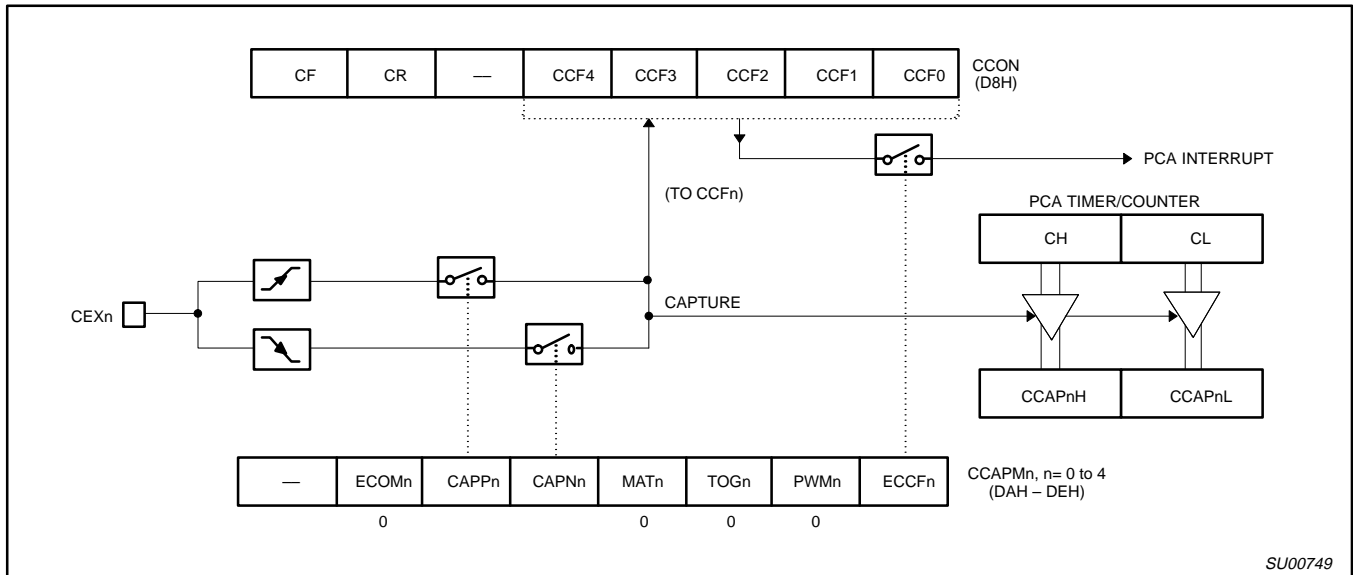 CF CR — CCF4 CCF3 CCF2 CCF1 CCF0
CCON
(D8H)
PCA INTERRUPT
(TO CCFn)
PCA TIMER/COUNTER
CH CL
CEXn
CAPTURE
CCAPnH CCAPnL
— ECOMn CAPPn CAPNn MATn TOGn PWMn ECCFn
CCAPMn, n= 0 to 4
(DAH – DEH)
0 0 0 0
SU00749